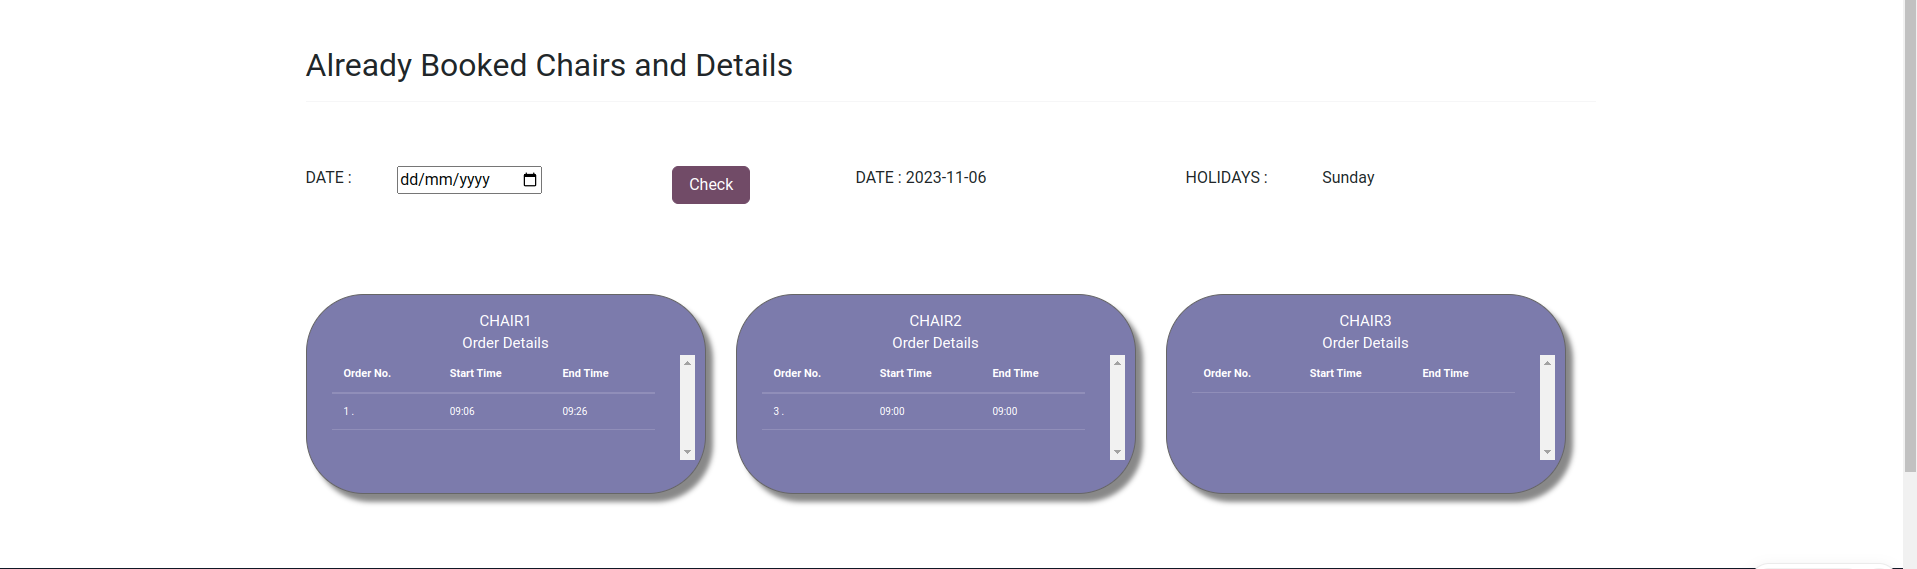 Already Booked Chairs and Details
DATE : dd/mm/yyyy Check DATE : 2023-11-06 HOLIDAYS : Sunday
CHAIR1
Order Details
Order No. Start Time End Time
1 . 09:06 09:26
CHAIR2
Order Details
Order No. Start Time End Time
3 . 09:00 09:00
CHAIR3
Order Details
Order No. Start Time End Time